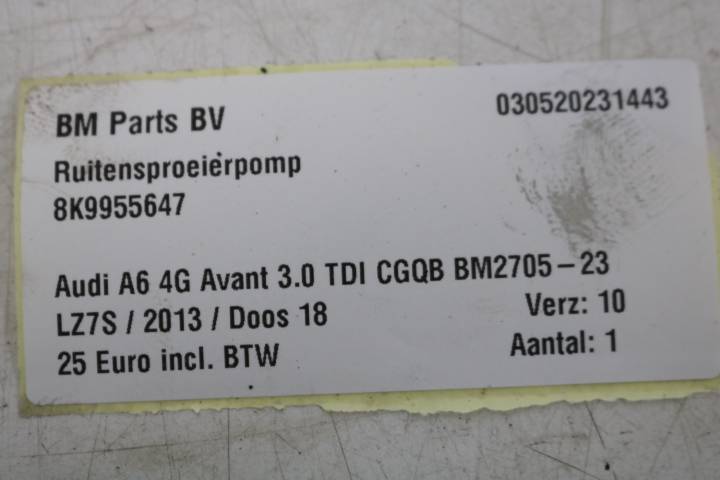 BM Parts BV 030520231443
Ruitensproeierpomp
8K9955647
Audi A6 4G Avant 3.0 TDI CGQB BM2705-23
LZ7S / 2013 / Doos 18 Verz: 10
25 Euro incl. BTW Aantal: 1